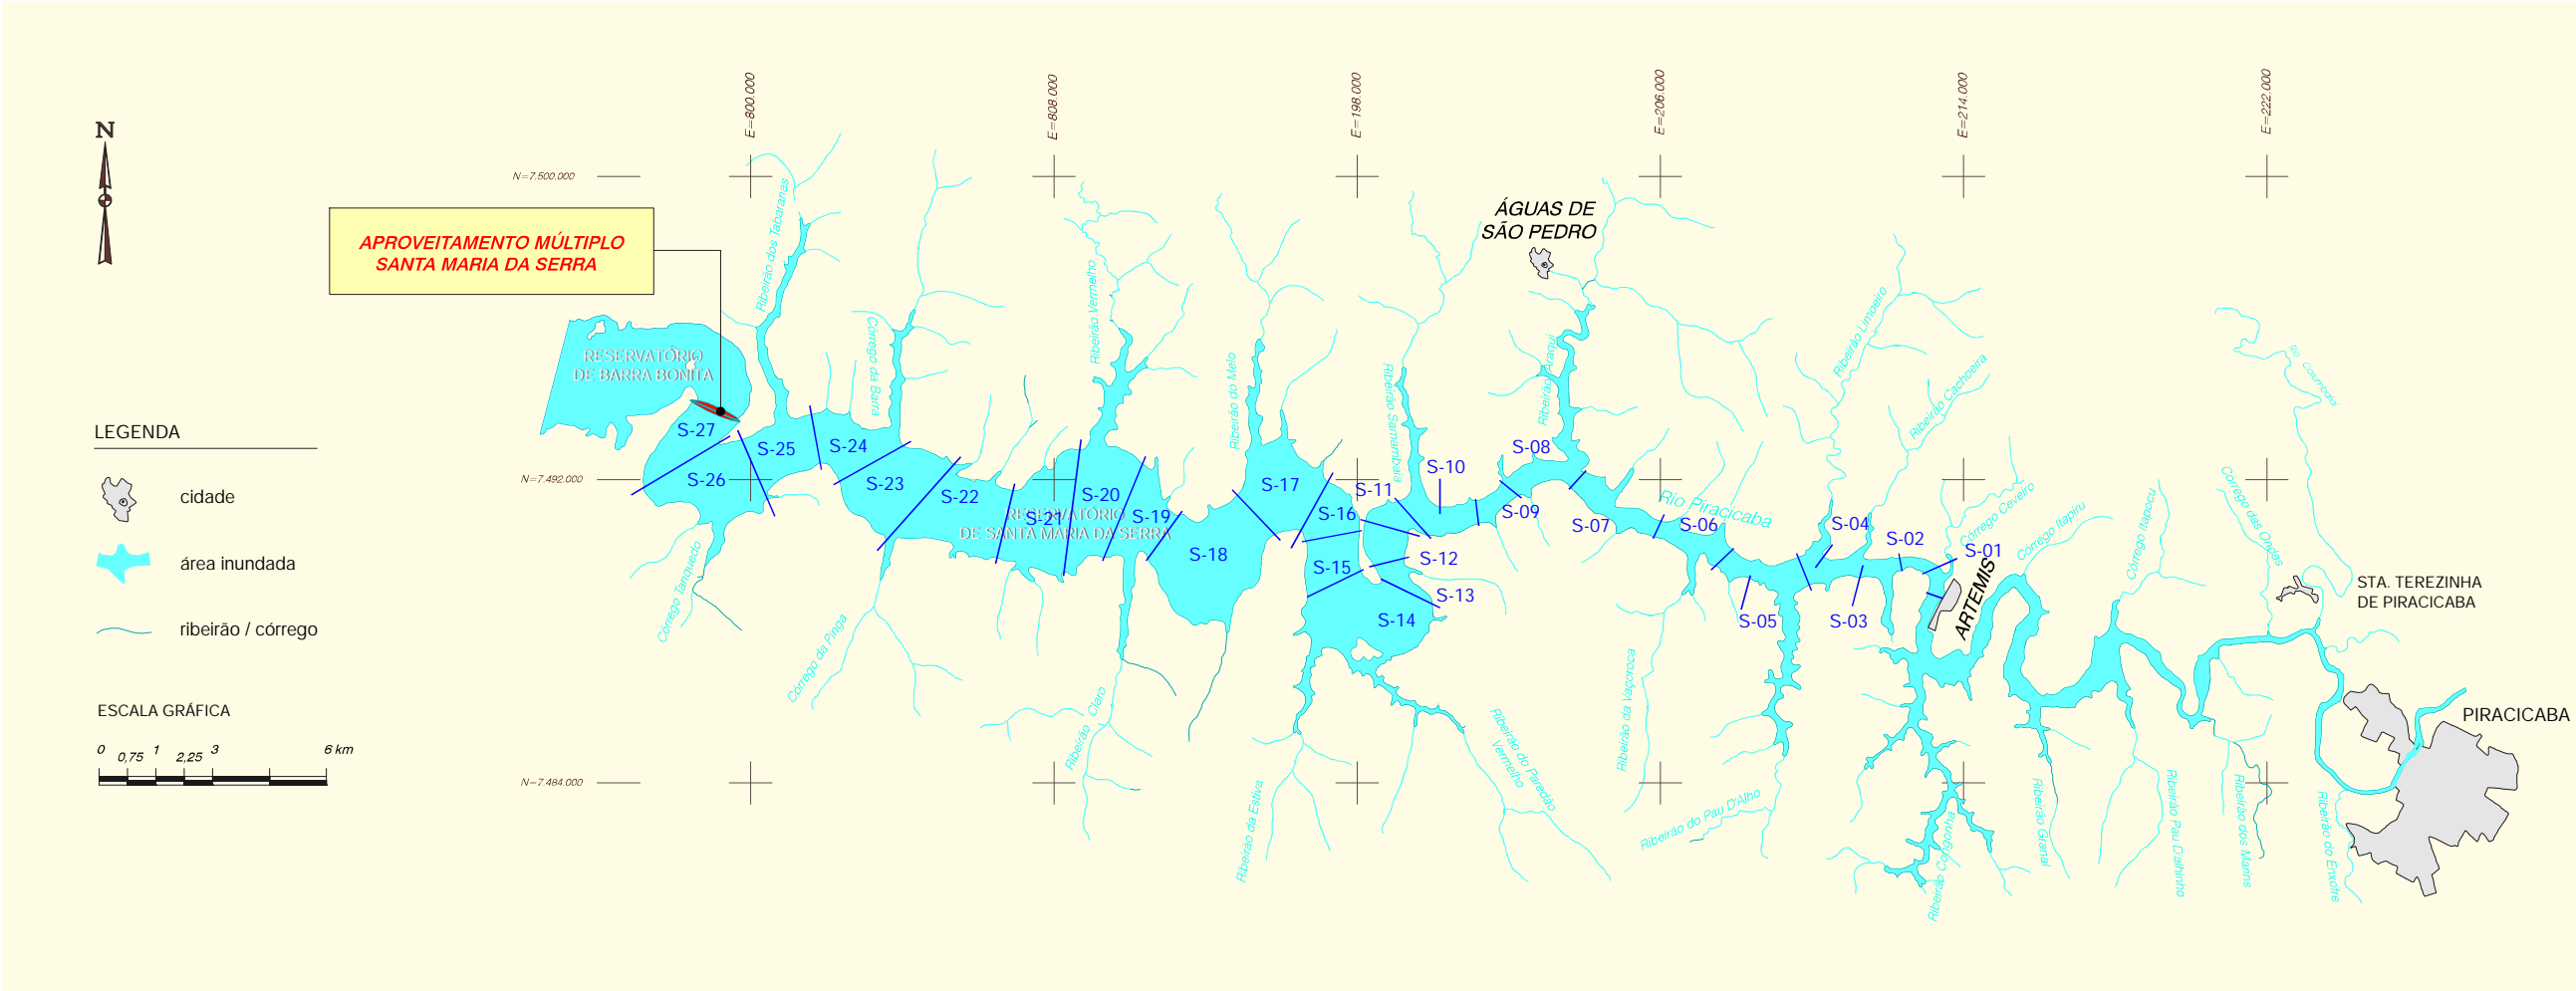 E=800.000
E=808.000
E=198.000
E=206.000
E=214.000
E=222.000
N
N=7.500.000
APROVEITAMENTO MÚLTIPLO
SANTA MARIA DA SERRA
ÁGUAS DE
SÃO PEDRO
Ribeirão dos Tabaranas
Córrego da Barra
Ribeirão Vermelho
Ribeirão do Meio
Ribeirão Samambaia
Ribeirão Araqui
Ribeirão Limoeiro
Ribeirão Cachoeira
Rio Corumbataí
RESERVATÓRIO
DE BARRA BONITA
LEGENDA
cidade
área inundada
ribeirão / córrego
ESCALA GRÁFICA
0
0,75
1
2,25
3
6 km
N=7.492.000
N=7.484.000
S-27
S-26
S-25
S-24
S-23
S-22
S-21
S-20
S-19
S-18
S-17
S-16
S-15
S-14
S-13
S-12
S-11
S-10
S-09
S-08
S-07
S-06
S-05
S-04
S-03
S-02
S-01
RESERVATÓRIO
DE SANTA MARIA DA SERRA
Rio Piracicaba
ARTEMIS
Córrego Ceveiro
Córrego Itapiru
Córrego Itapocu
Córrego das Ondas
STA. TEREZINHA
DE PIRACICABA
PIRACICABA
Córrego Tanquedo
Córrego da Pinga
Ribeirão Claro
Ribeirão da Estiva
Ribeirão do Paredão
Vermelho
Ribeirão da Vaçoroca
Ribeirão do Pau D'Alho
Ribeirão Congonha
Ribeirão Granal
Ribeirão Pau D'alhinho
Ribeirão dos Marins
Ribeirão do Enxofre